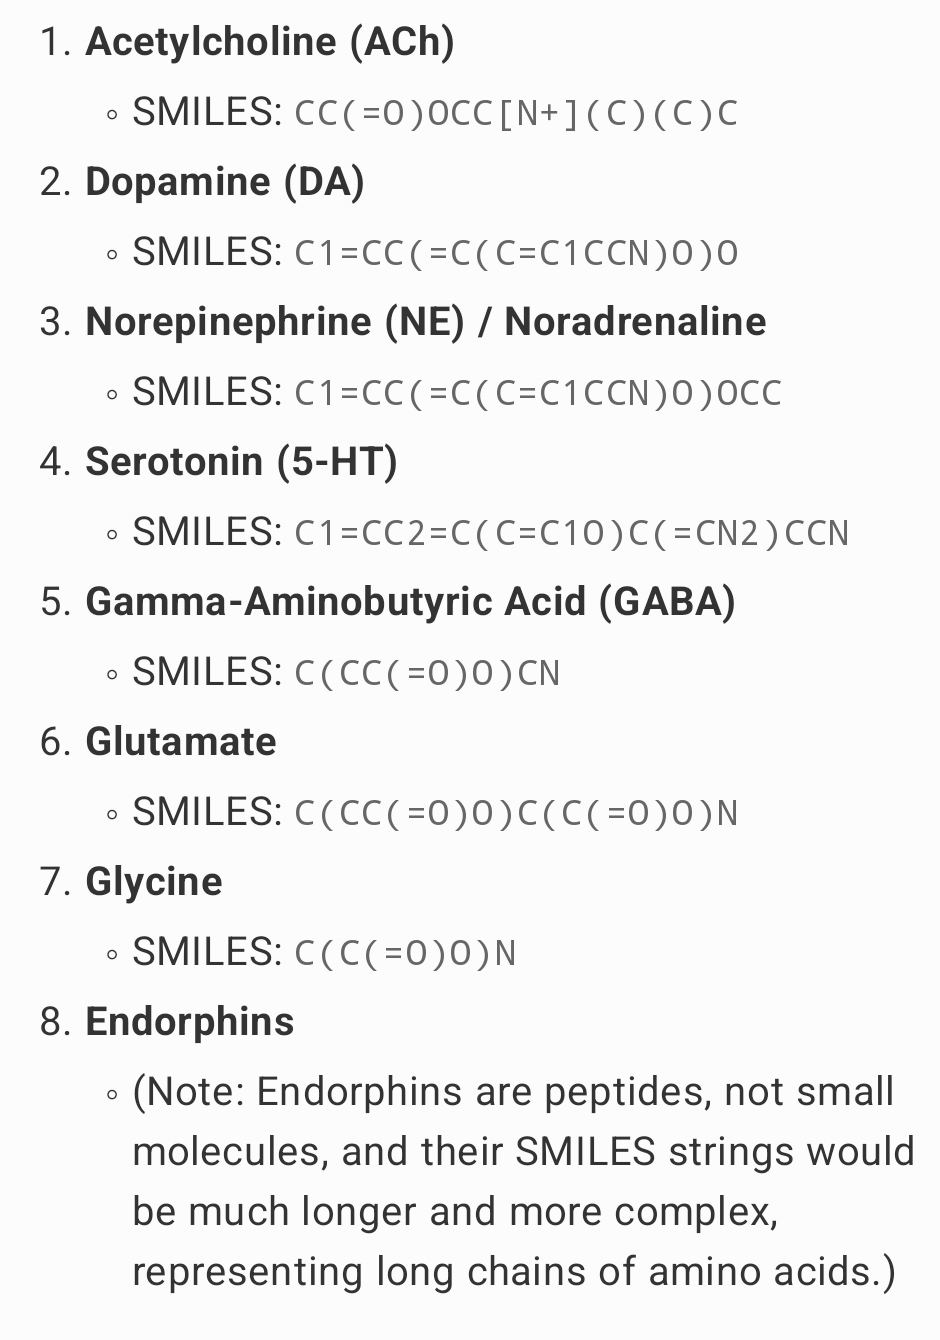 1. Acetylcholine (ACh)
◦ SMILES: CC(=O)OCC[N+](C)(C)C
2. Dopamine (DA)
◦ SMILES: C1=CC(=C(C=C1CCN)O)O
3. Norepinephrine (NE) / Noradrenaline
◦ SMILES: C1=CC(=C(C=C1CCN)O)OCC
4. Serotonin (5-HT)
◦ SMILES: C1=CC2=C(C=C1O)C(=CN2)CCN
5. Gamma-Aminobutyric Acid (GABA)
◦ SMILES: C(CC(=O)O)CN
6. Glutamate
◦ SMILES: C(CC(=O)O)C(C(=O)O)N
7. Glycine
◦ SMILES: C(C(=O)O)N
8. Endorphins
◦ (Note: Endorphins are peptides, not small
molecules, and their SMILES strings would
be much longer and more complex,
representing long chains of amino acids.)